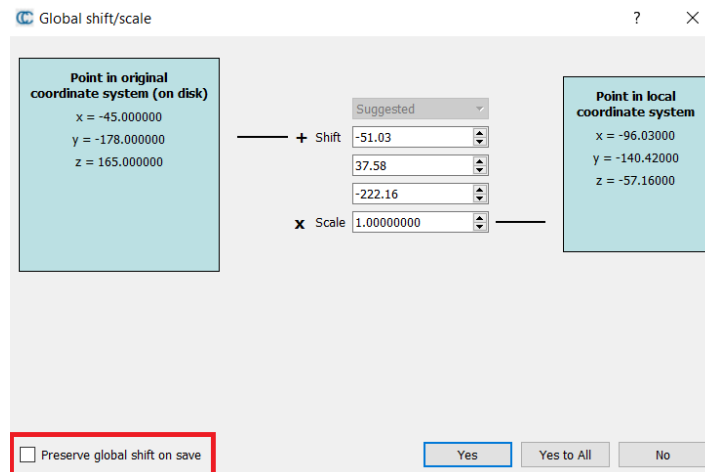 Global shift/scale
Point in original
coordinate system (on disk)
x = -45.000000
y = -178.000000
z = 165.000000
Suggested
+ Shift -51.03
37.58
-222.16
x Scale 1.00000000
Point in local
coordinate system
x = -96.03000
y = -140.42000
z = -57.16000
Preserve global shift on save
Yes
Yes to All
No